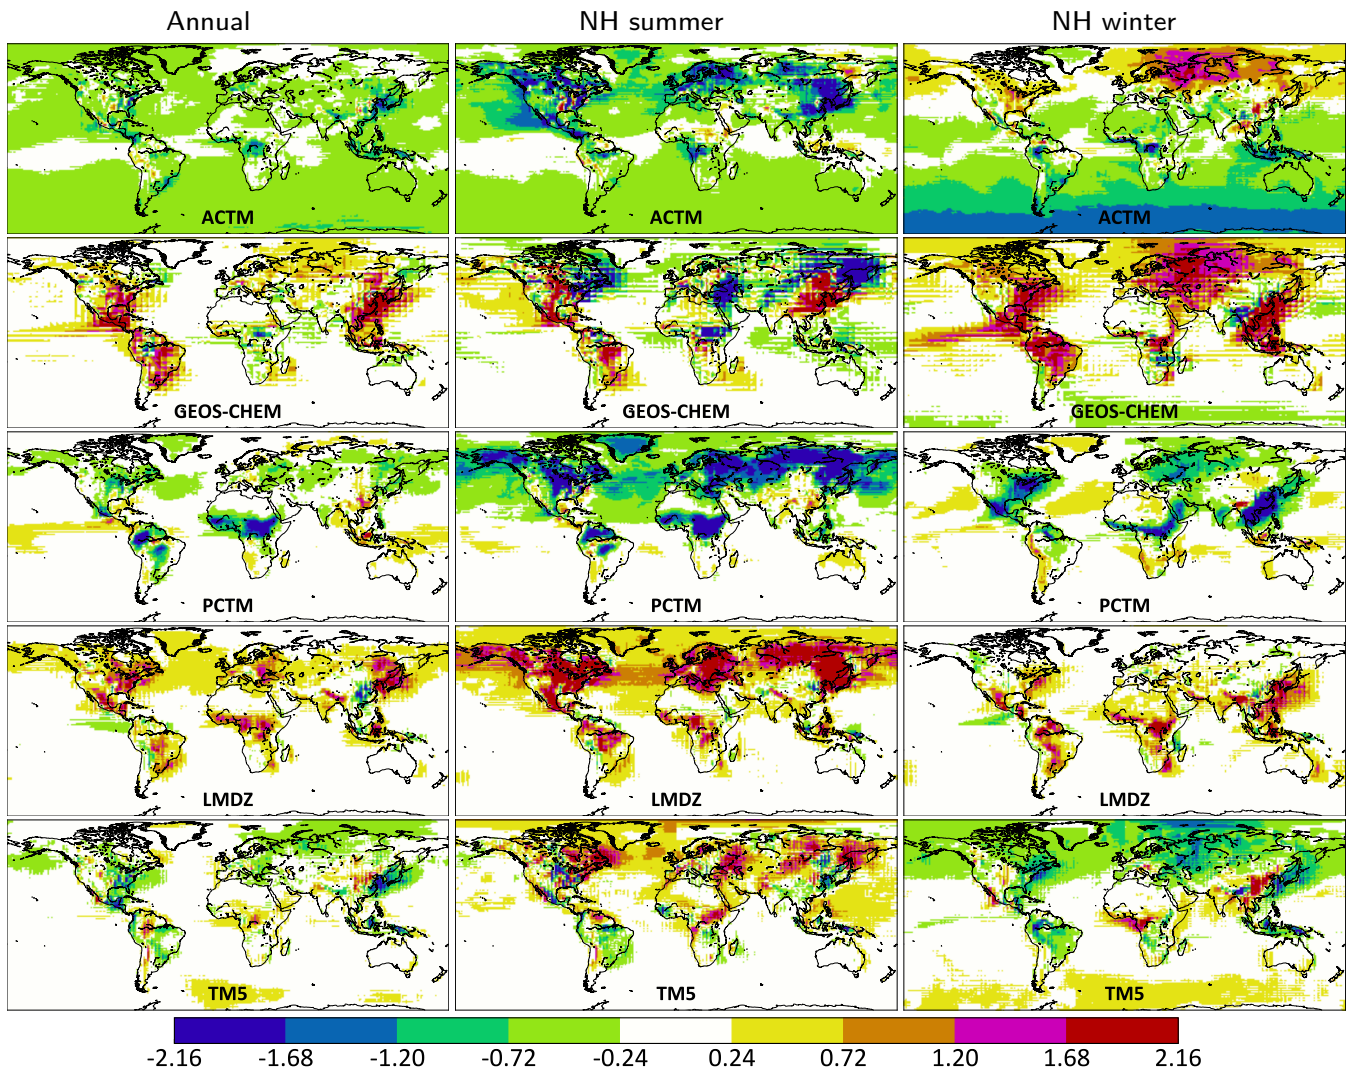 Annual NH summer NH winter
ACTM ACTM ACTM
GEOS-CHEM GEOS-CHEM GEOS-CHEM
PCTM PCTM PCTM
LMDZ LMDZ LMDZ
TM5 TM5 TM5
-2.16 -1.68 -1.20 -0.72 -0.24 0.24 0.72 1.20 1.68 2.16